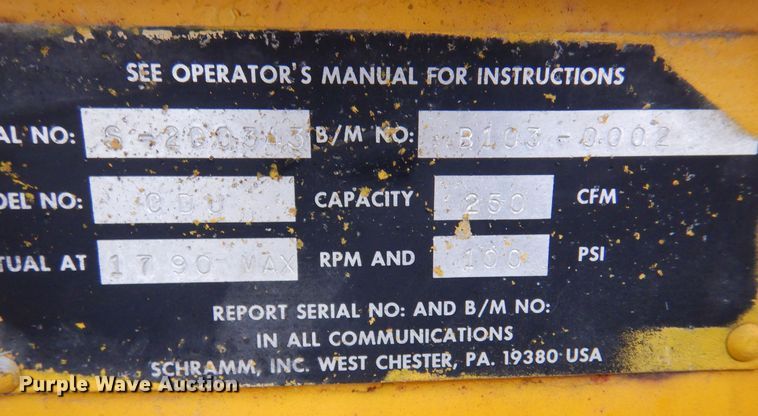 SEE OPERATOR'S MANUAL FOR INSTRUCTIONS
AL NO: S-200343 B/M NO: B103-0002
DEL NO: CDU CAPACITY 250 CFM
TUAL AT 1790 MAX RPM AND 100 PSI
REPORT SERIAL NO: AND B/M NO:
IN ALL COMMUNICATIONS
SCHRAMM, INC. WEST CHESTER, PA. 19380 USA
Purple Wave Auction